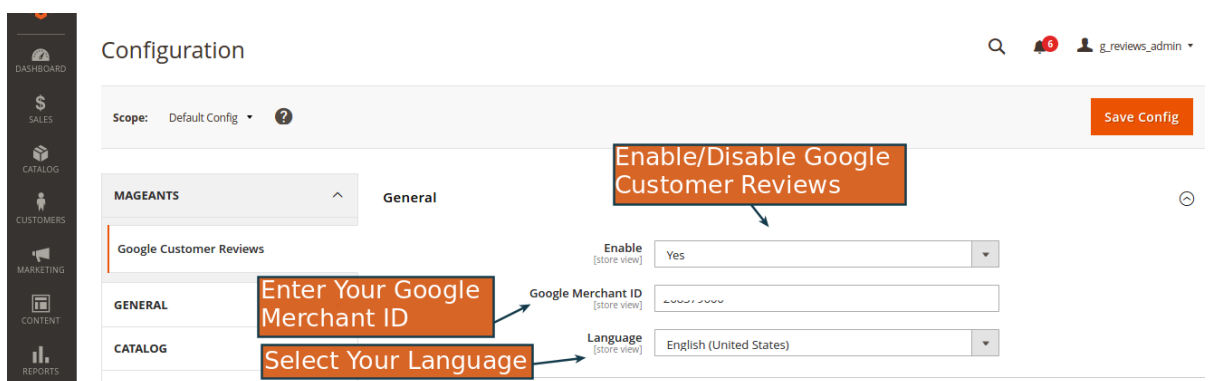 Configuration
6
g_reviews_admin
DASHBOARD
$
SALES
Scope: Default Config ?
Save Config
CATALOG
Enable/Disable Google
Customer Reviews
MAGEANTS
General
CUSTOMERS
Google Customer Reviews
Enable
[store view]
Yes
MARKETING
Enter Your Google
Merchant ID
Google Merchant ID
[store view]
GENERAL
CONTENT
Language
[store view]
English (United States)
CATALOG
Select Your Language
REPORTS